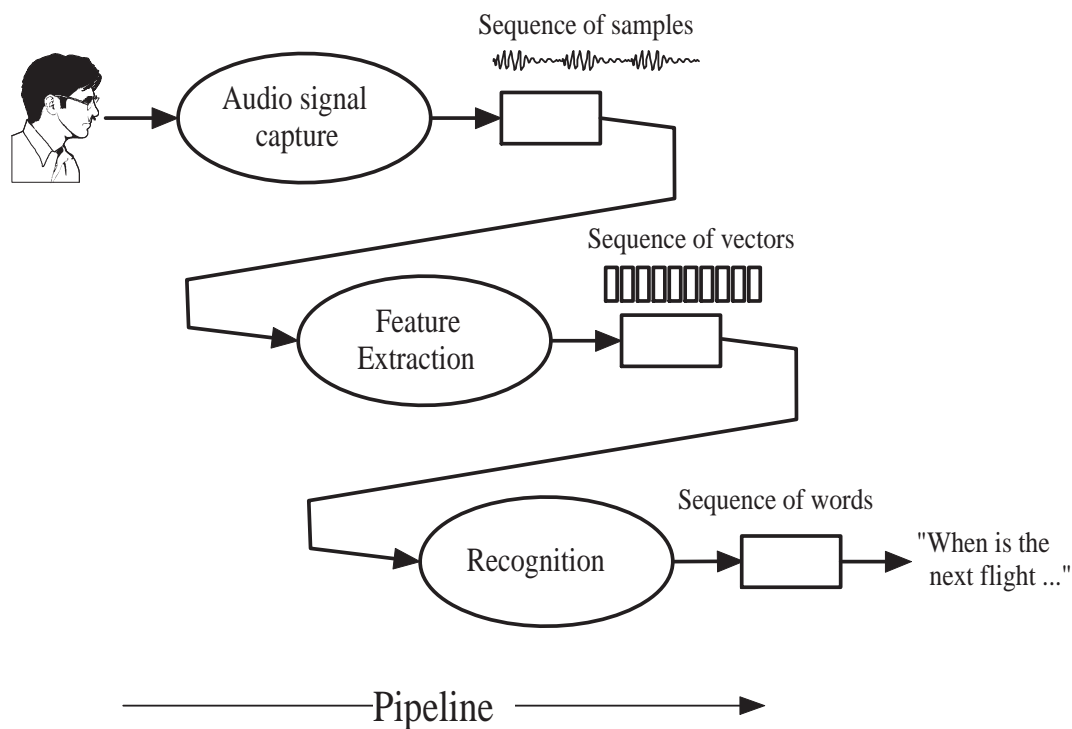 Sequence of samples
Audio signal
capture
Sequence of vectors
Feature
Extraction
Sequence of words
Recognition
"When is the
next flight ..."
Pipeline